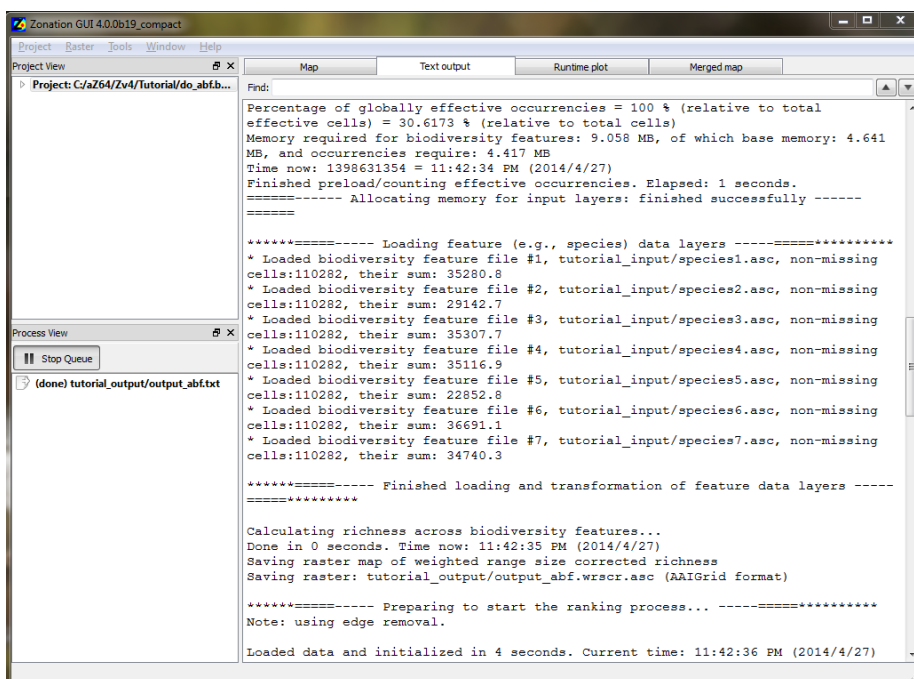 Zonation GUI 4.0.0b19_compact
Project Raster Tools Window Help
Project View
Project: C:/aZ64/Zv4/Tutorial/do_abf.b...
Process View
Stop Queue
(done) tutorial_output/output_abf.txt
Map Text output Runtime plot Merged map
Find:
Percentage of globally effective occurrencies = 100 % (relative to total
effective cells) = 30.6173 % (relative to total cells)
Memory required for biodiversity features: 9.058 MB, of which base memory: 4.641
MB, and occurrencies require: 4.417 MB
Time now: 1398631354 = 11:42:34 PM (2014/4/27)
Finished preload/counting effective occurrencies. Elapsed: 1 seconds.
======------ Allocating memory for input layers: finished successfully ------
======
******=====----- Loading feature (e.g., species) data layers -----=====**********
* Loaded biodiversity feature file #1, tutorial_input/species1.asc, non-missing
cells:110282, their sum: 35280.8
* Loaded biodiversity feature file #2, tutorial_input/species2.asc, non-missing
cells:110282, their sum: 29142.7
* Loaded biodiversity feature file #3, tutorial_input/species3.asc, non-missing
cells:110282, their sum: 35307.7
* Loaded biodiversity feature file #4, tutorial_input/species4.asc, non-missing
cells:110282, their sum: 35116.9
* Loaded biodiversity feature file #5, tutorial_input/species5.asc, non-missing
cells:110282, their sum: 22852.8
* Loaded biodiversity feature file #6, tutorial_input/species6.asc, non-missing
cells:110282, their sum: 36691.1
* Loaded biodiversity feature file #7, tutorial_input/species7.asc, non-missing
cells:110282, their sum: 34740.3
******=====----- Finished loading and transformation of feature data layers -----
=====*********
Calculating richness across biodiversity features...
Done in 0 seconds. Time now: 11:42:35 PM (2014/4/27)
Saving raster map of weighted range size corrected richness
Saving raster: tutorial_output/output_abf.wrscr.asc (AAIGrid format)
******=====----- Preparing to start the ranking process... -----=====**********
Note: using edge removal.
Loaded data and initialized in 4 seconds. Current time: 11:42:36 PM (2014/4/27)